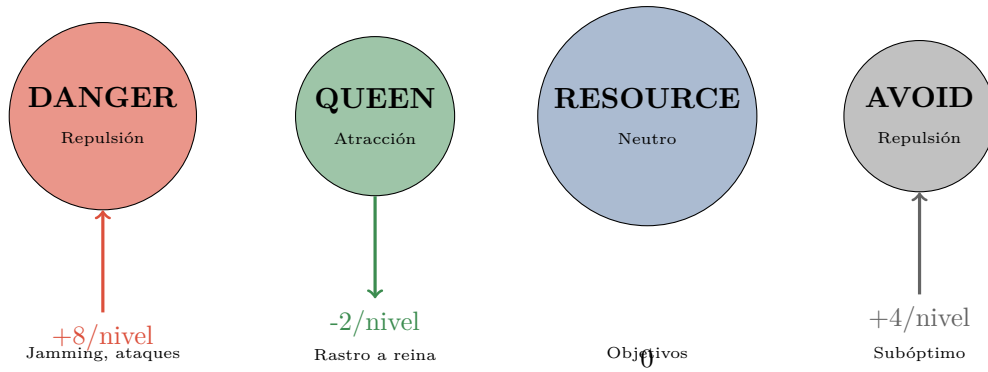 DANGER
Repulsión
+8/nivel
Jamming, ataques
QUEEN
Atracción
-2/nivel
Rastro a reina
RESOURCE
Neutro
0
Objetivos
AVOID
Repulsión
+4/nivel
Subóptimo